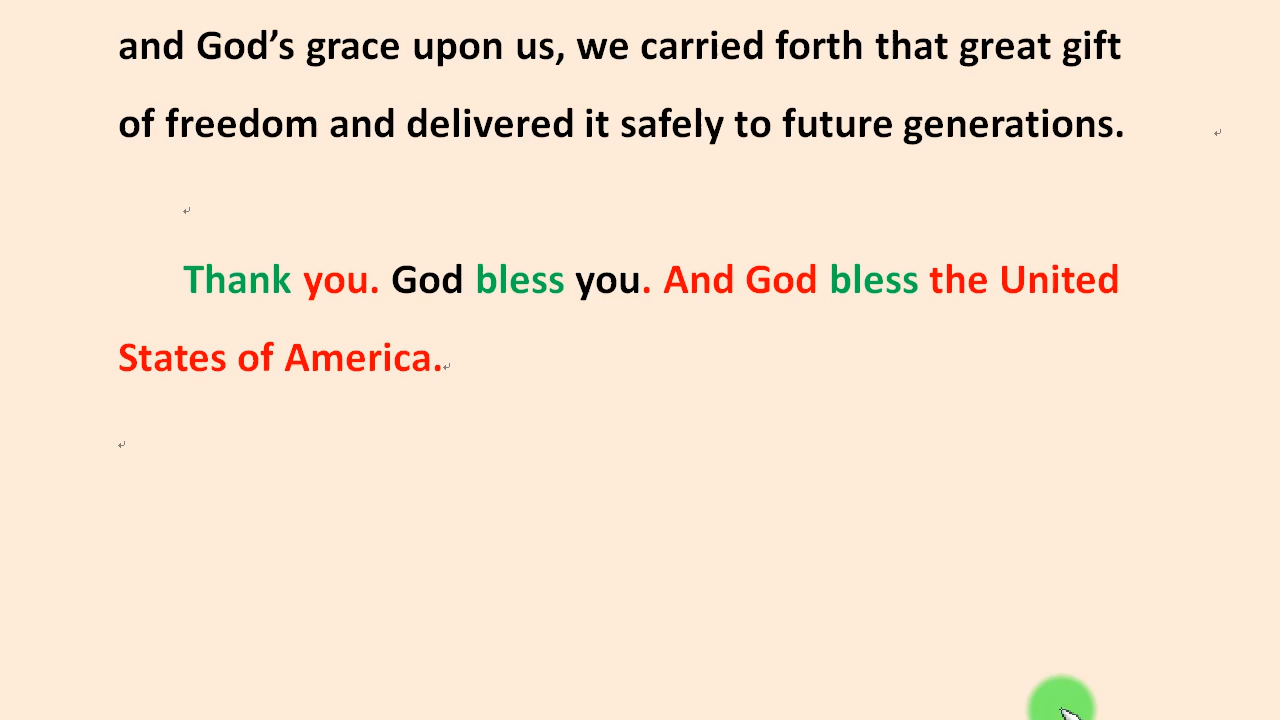 and God’s grace upon us, we carried forth that great gift
of freedom and delivered it safely to future generations.
Thank you. God bless you. And God bless the United
States of America.